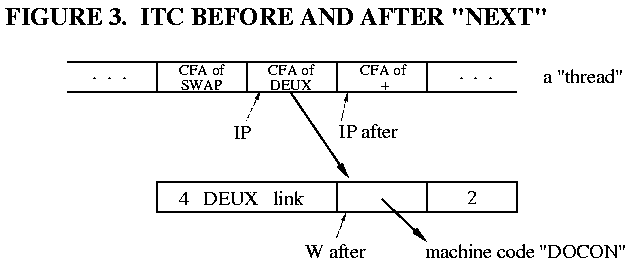 FIGURE 3.  ITC BEFORE AND AFTER "NEXT"
. . .
CFA of
SWAP
CFA of
DEUX
CFA of
+
. . .
a "thread"
IP
IP after
4  DEUX  link
2
W after
machine code "DOCON"